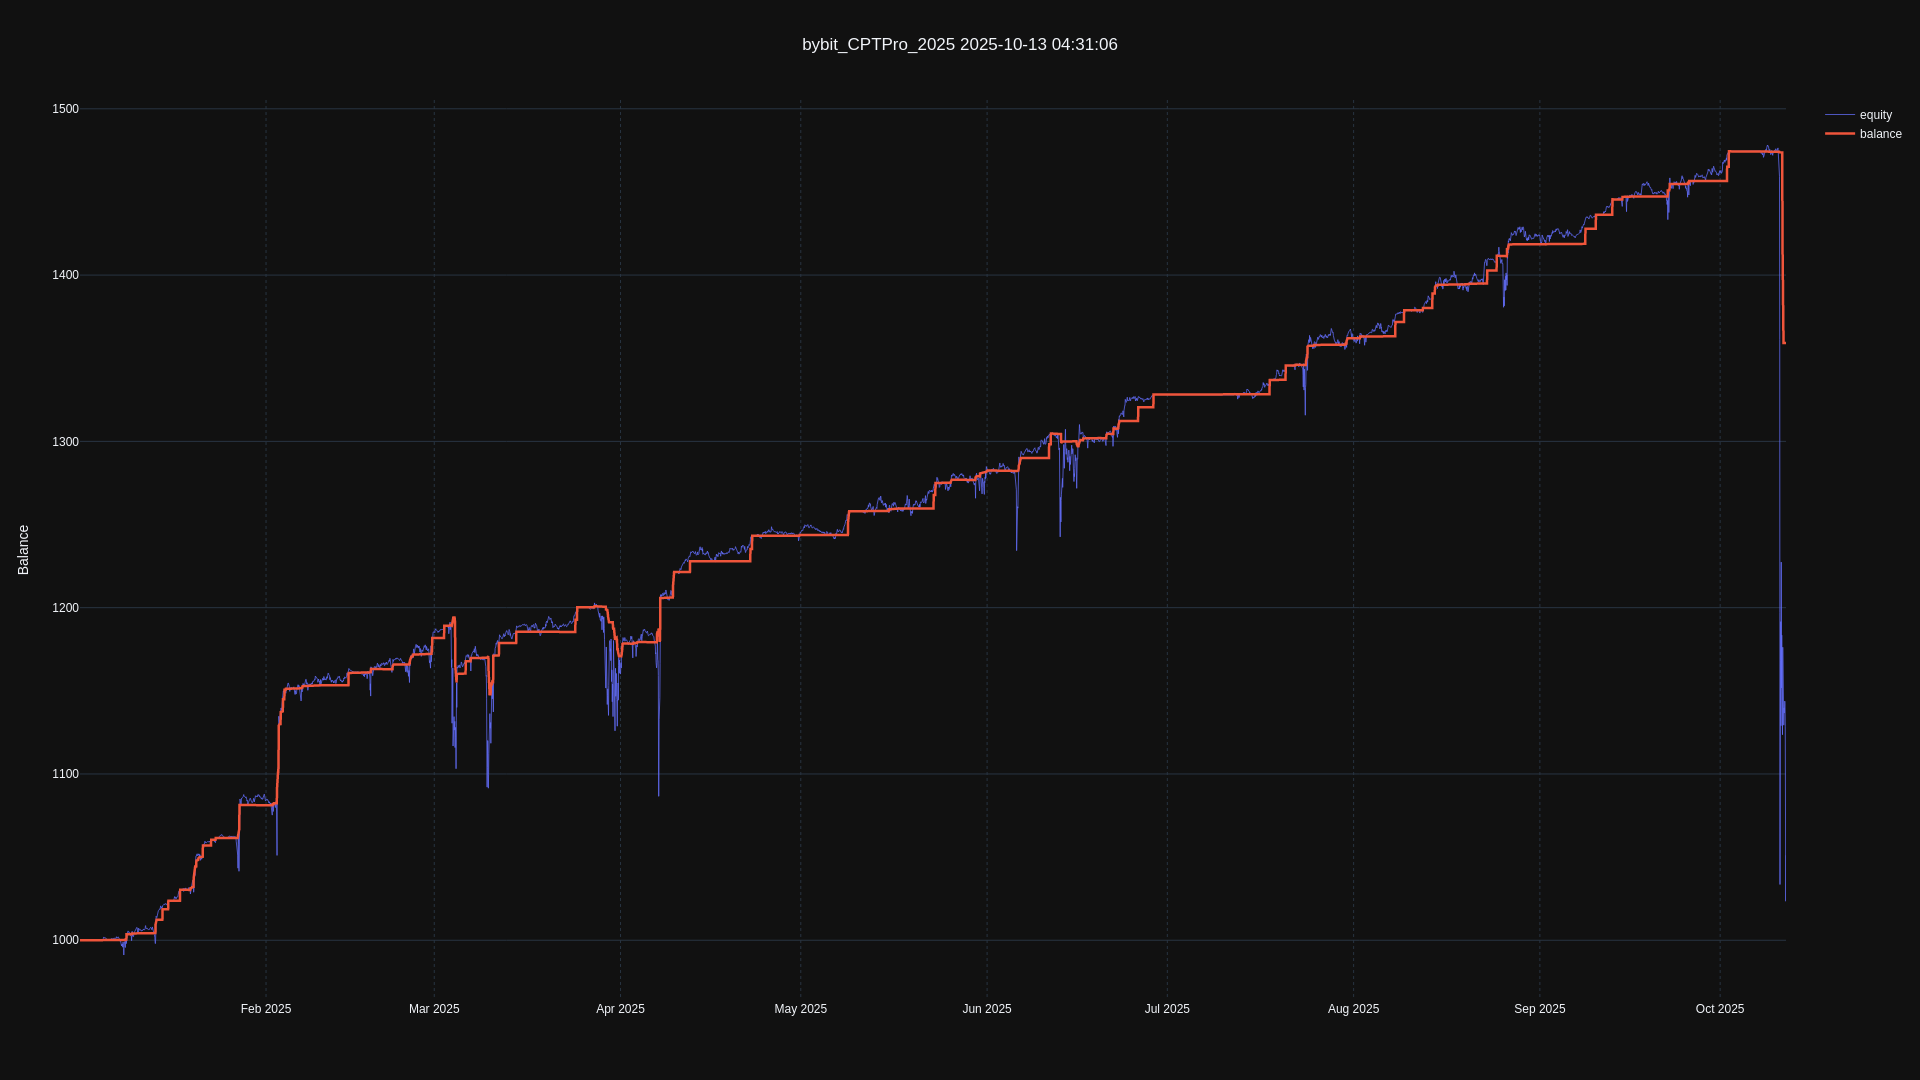 bybit_CPTPro_2025 2025-10-13 04:31:06
equity
balance
Balance
1500
1400
1300
1200
1100
1000
Feb 2025
Mar 2025
Apr 2025
May 2025
Jun 2025
Jul 2025
Aug 2025
Sep 2025
Oct 2025